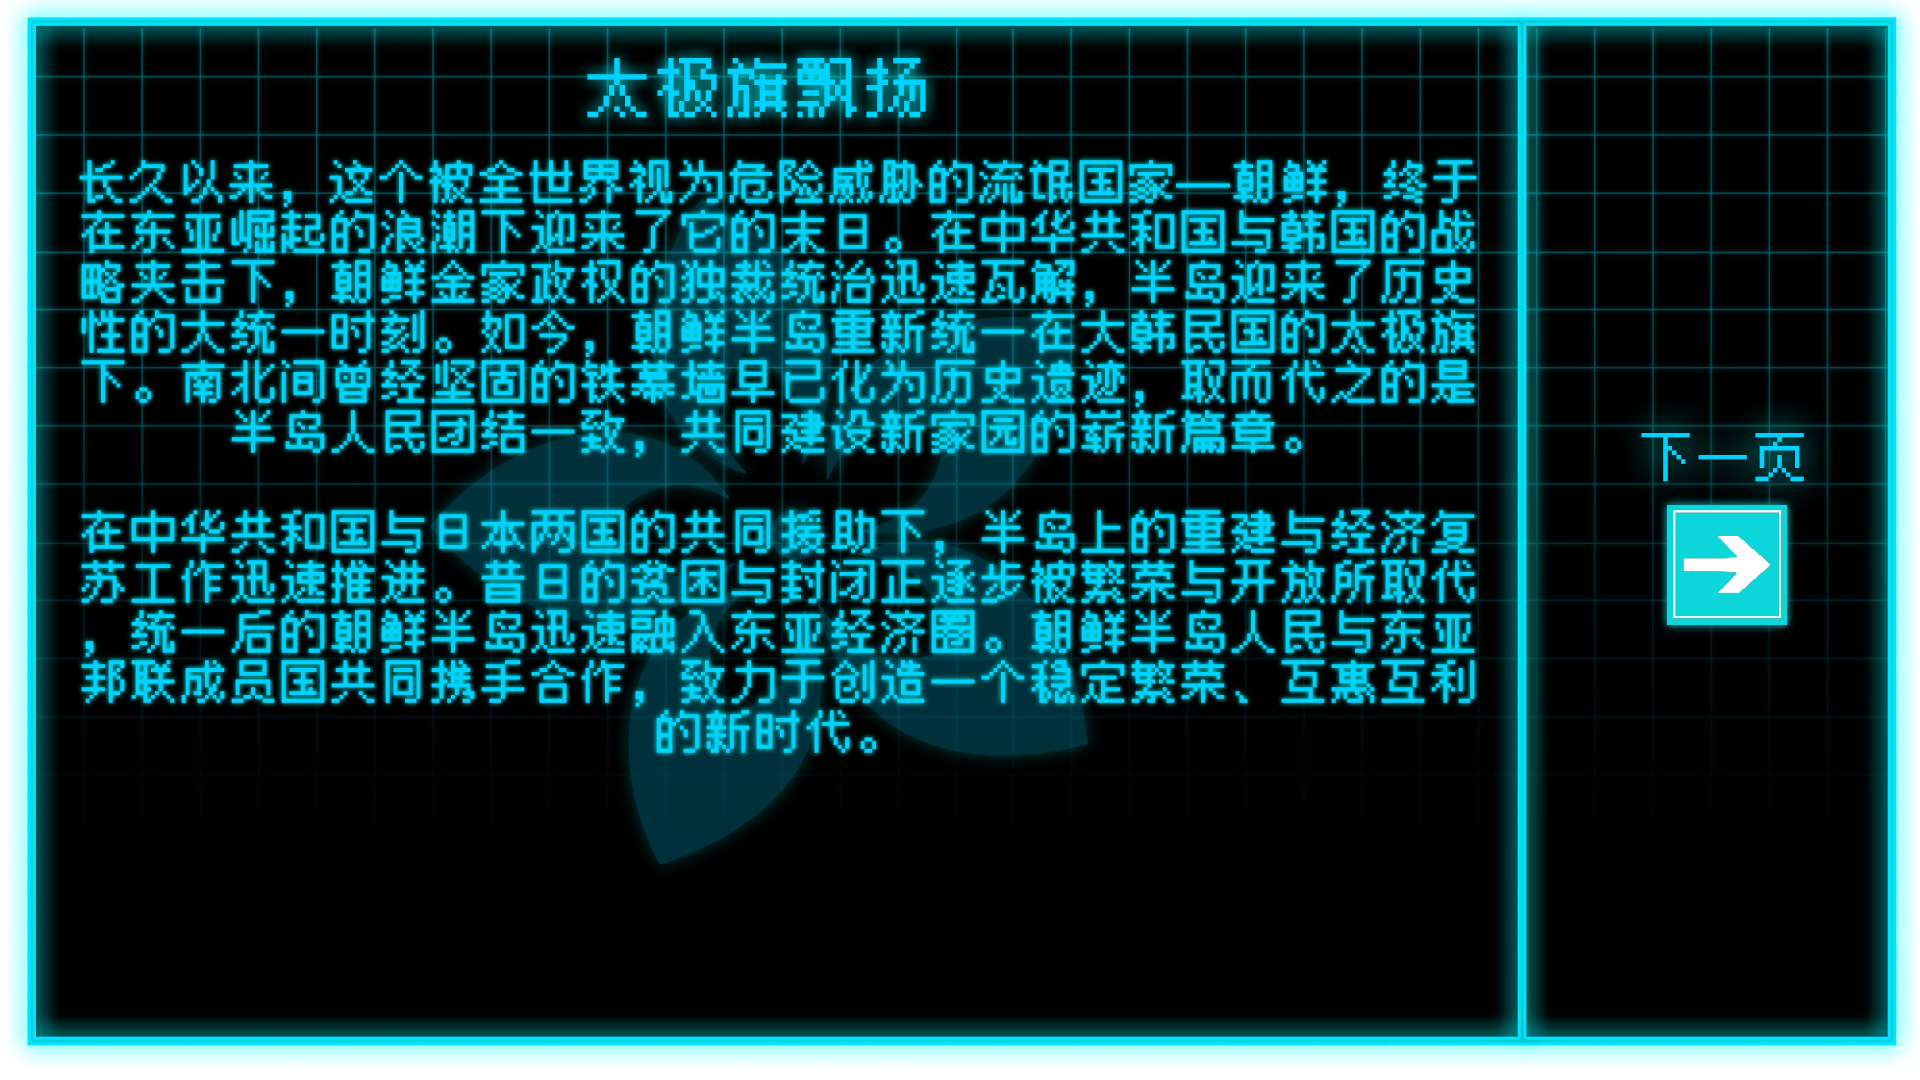 太极旗飘扬
长久以来，这个被全世界视为危险威胁的流氓国家—朝鲜，终于
在东亚崛起的浪潮下迎来了它的末日。在中华共和国与韩国的战
略夹击下，朝鲜金家政权的独裁统治迅速瓦解，半岛迎来了历史
性的大统一时刻。如今，朝鲜半岛重新统一在大韩民国的太极旗
下。南北间曾经坚固的铁幕墙早已化为历史遗迹，取而代之的是
半岛人民团结一致，共同建设新家园的崭新篇章。
在中华共和国与日本两国的共同援助下，半岛上的重建与经济复
苏工作迅速推进。昔日的贫困与封闭正逐步被繁荣与开放所取代
，统一后的朝鲜半岛迅速融入东亚经济圈。朝鲜半岛人民与东亚
邦联成员国共同携手合作，致力于创造一个稳定繁荣、互惠互利
的新时代。
下一页